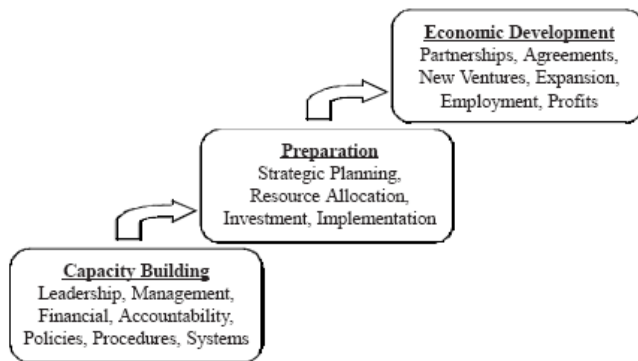 Economic Development
Partnerships, Agreements,
New Ventures, Expansion,
Employment, Profits
Preparation
Strategic Planning,
Resource Allocation,
Investment, Implementation
Capacity Building
Leadership, Management,
Financial, Accountability,
Policies, Procedures, Systems